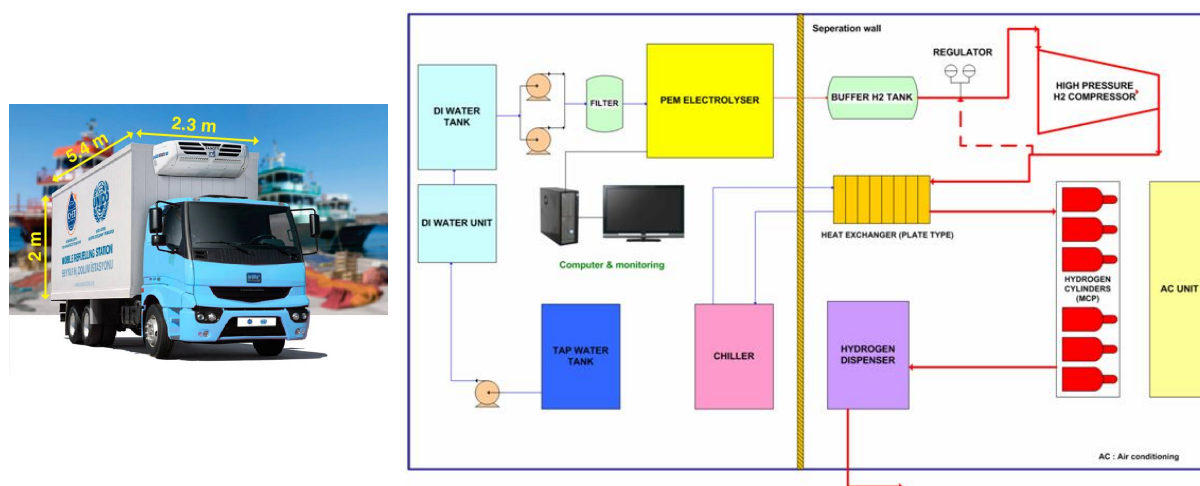 2.3 m
5.4 m
2 m
MOBILE REFUELLING STATION
Seperation wall
REGULATOR
DI WATER
TANK
FILTER
PEM ELECTROLYSER
BUFFER H2 TANK
HIGH PRESSURE
H2 COMPRESSOR
DI WATER UNIT
HEAT EXCHANGER (PLATE TYPE)
Computer & monitoring
HYDROGEN
CYLINDERS
(MCP)
AC UNIT
TAP WATER
TANK
CHILLER
HYDROGEN
DISPENSER
AC : Air conditioning